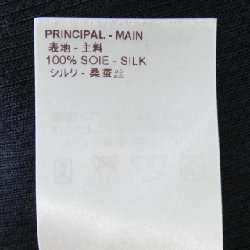 PRINCIPAL - MAIN
表地 - 主料
100% SOIE - SILK
シルク - 桑蚕丝